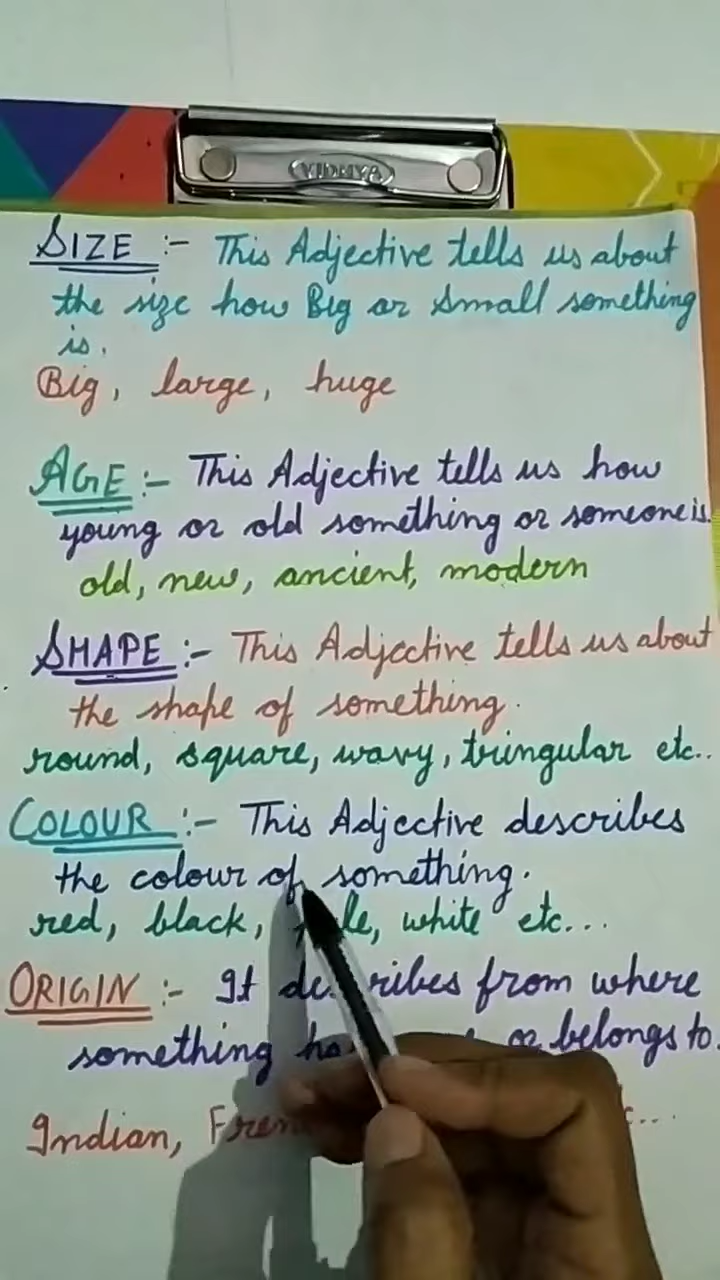 VIDHYA
SIZE :- This Adjective tells us about
the size how Big or Small something
is.
Big, large, huge
AGE :- This Adjective tells us how
young or old something or someone is.
old, new, ancient, modern
SHAPE :- This Adjective tells us about
the shape of something.
round, square, wavy, tringular etc..
COLOUR :- This Adjective describes
the colour of something.
red, black, white etc...
ORIGIN :- It describes from where
something or belongs to.
Indian,